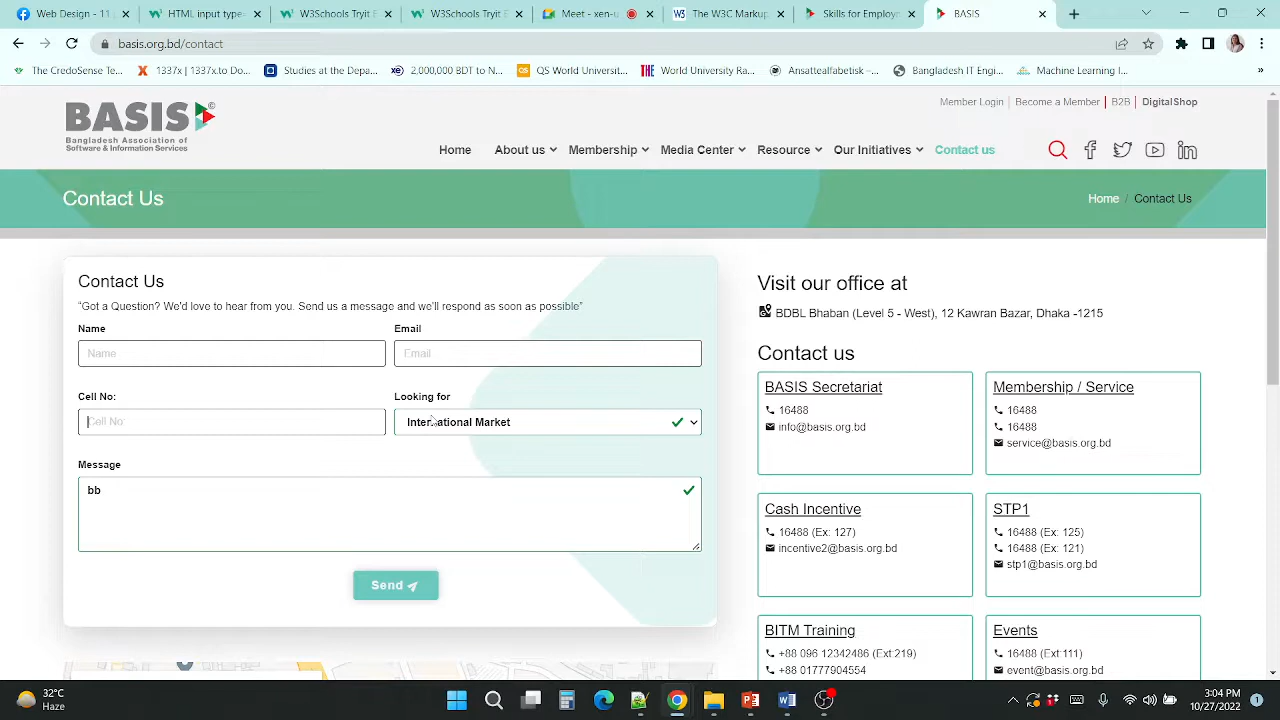 Web Design - 11
HTML input type-
W3Schools Tryit E
W3Schools Tryit E
Meet - xen-u
The W3C Markup
Skills for Employ
BASIS
basis.org.bd/contact
The CredoSense To...
1337x | 1337x.to Do...
Studies at the Depa...
2,000,000 BDT to N...
QS World Universit...
World University Ra...
Ansattelfabetisk –...
Bangladesh IT Engi...
Machine Learning I...
»
Member Login | Become a Member | B2B | DigitalShop
BASIS
Bangladesh Association of
Software & Information Services
Home About us Membership Media Center Resource Our Initiatives Contact us
Contact Us
Home / Contact Us
Contact Us
“Got a Question? We'd love to hear from you. Send us a message and we'll respond as soon as possible”
Name
Email
Name
Email
Cell No:
Looking for
Cell No:
International Market
Message
bb
Send
Visit our office at
BDBL Bhaban (Level 5 - West), 12 Kawran Bazar, Dhaka -1215
Contact us
BASIS Secretariat
16488
info@basis.org.bd
Membership / Service
16488
16488
service@basis.org.bd
Cash Incentive
16488 (Ex: 127)
incentive2@basis.org.bd
STP1
16488 (Ex: 125)
16488 (Ex: 121)
stp1@basis.org.bd
BITM Training
+88 096 12342486 (Ext:219)
+88 01777904554
Events
16488 (Ext:111)
event@basis.org.bd
32°C
Haze
3:04 PM
10/27/2022